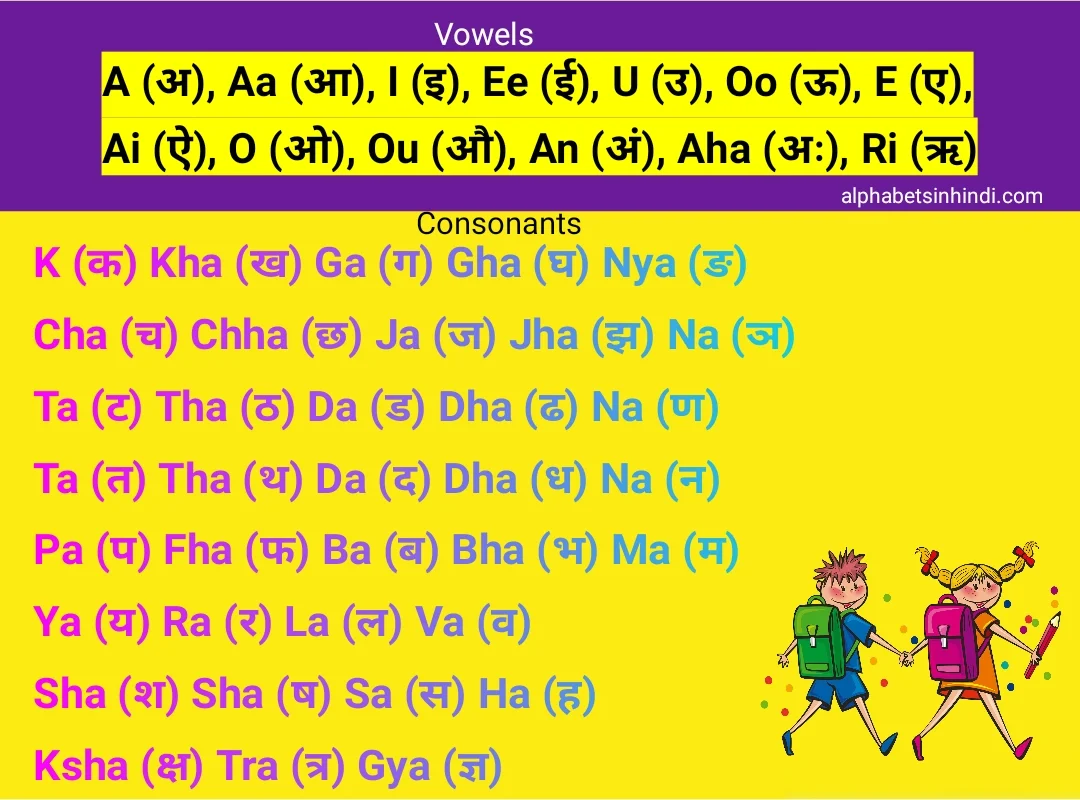 Vowels
A (अ), Aa (आ), I (इ), Ee (ई), U (उ), Oo (ऊ), E (ए),
Ai (ऐ), O (ओ), Ou (औ), An (अं), Aha (अः), Ri (ऋ)
alphabetsinhindi.com
Consonants
K (क) Kha (ख) Ga (ग) Gha (घ) Nya (ङ)
Cha (च) Chha (छ) Ja (ज) Jha (झ) Na (ञ)
Ta (ट) Tha (ठ) Da (ड) Dha (ढ) Na (ण)
Ta (त) Tha (थ) Da (द) Dha (ध) Na (न)
Pa (प) Fha (फ) Ba (ब) Bha (भ) Ma (म)
Ya (य) Ra (र) La (ल) Va (व)
Sha (श) Sha (ष) Sa (स) Ha (ह)
Ksha (क्ष) Tra (त्र) Gya (ज्ञ)